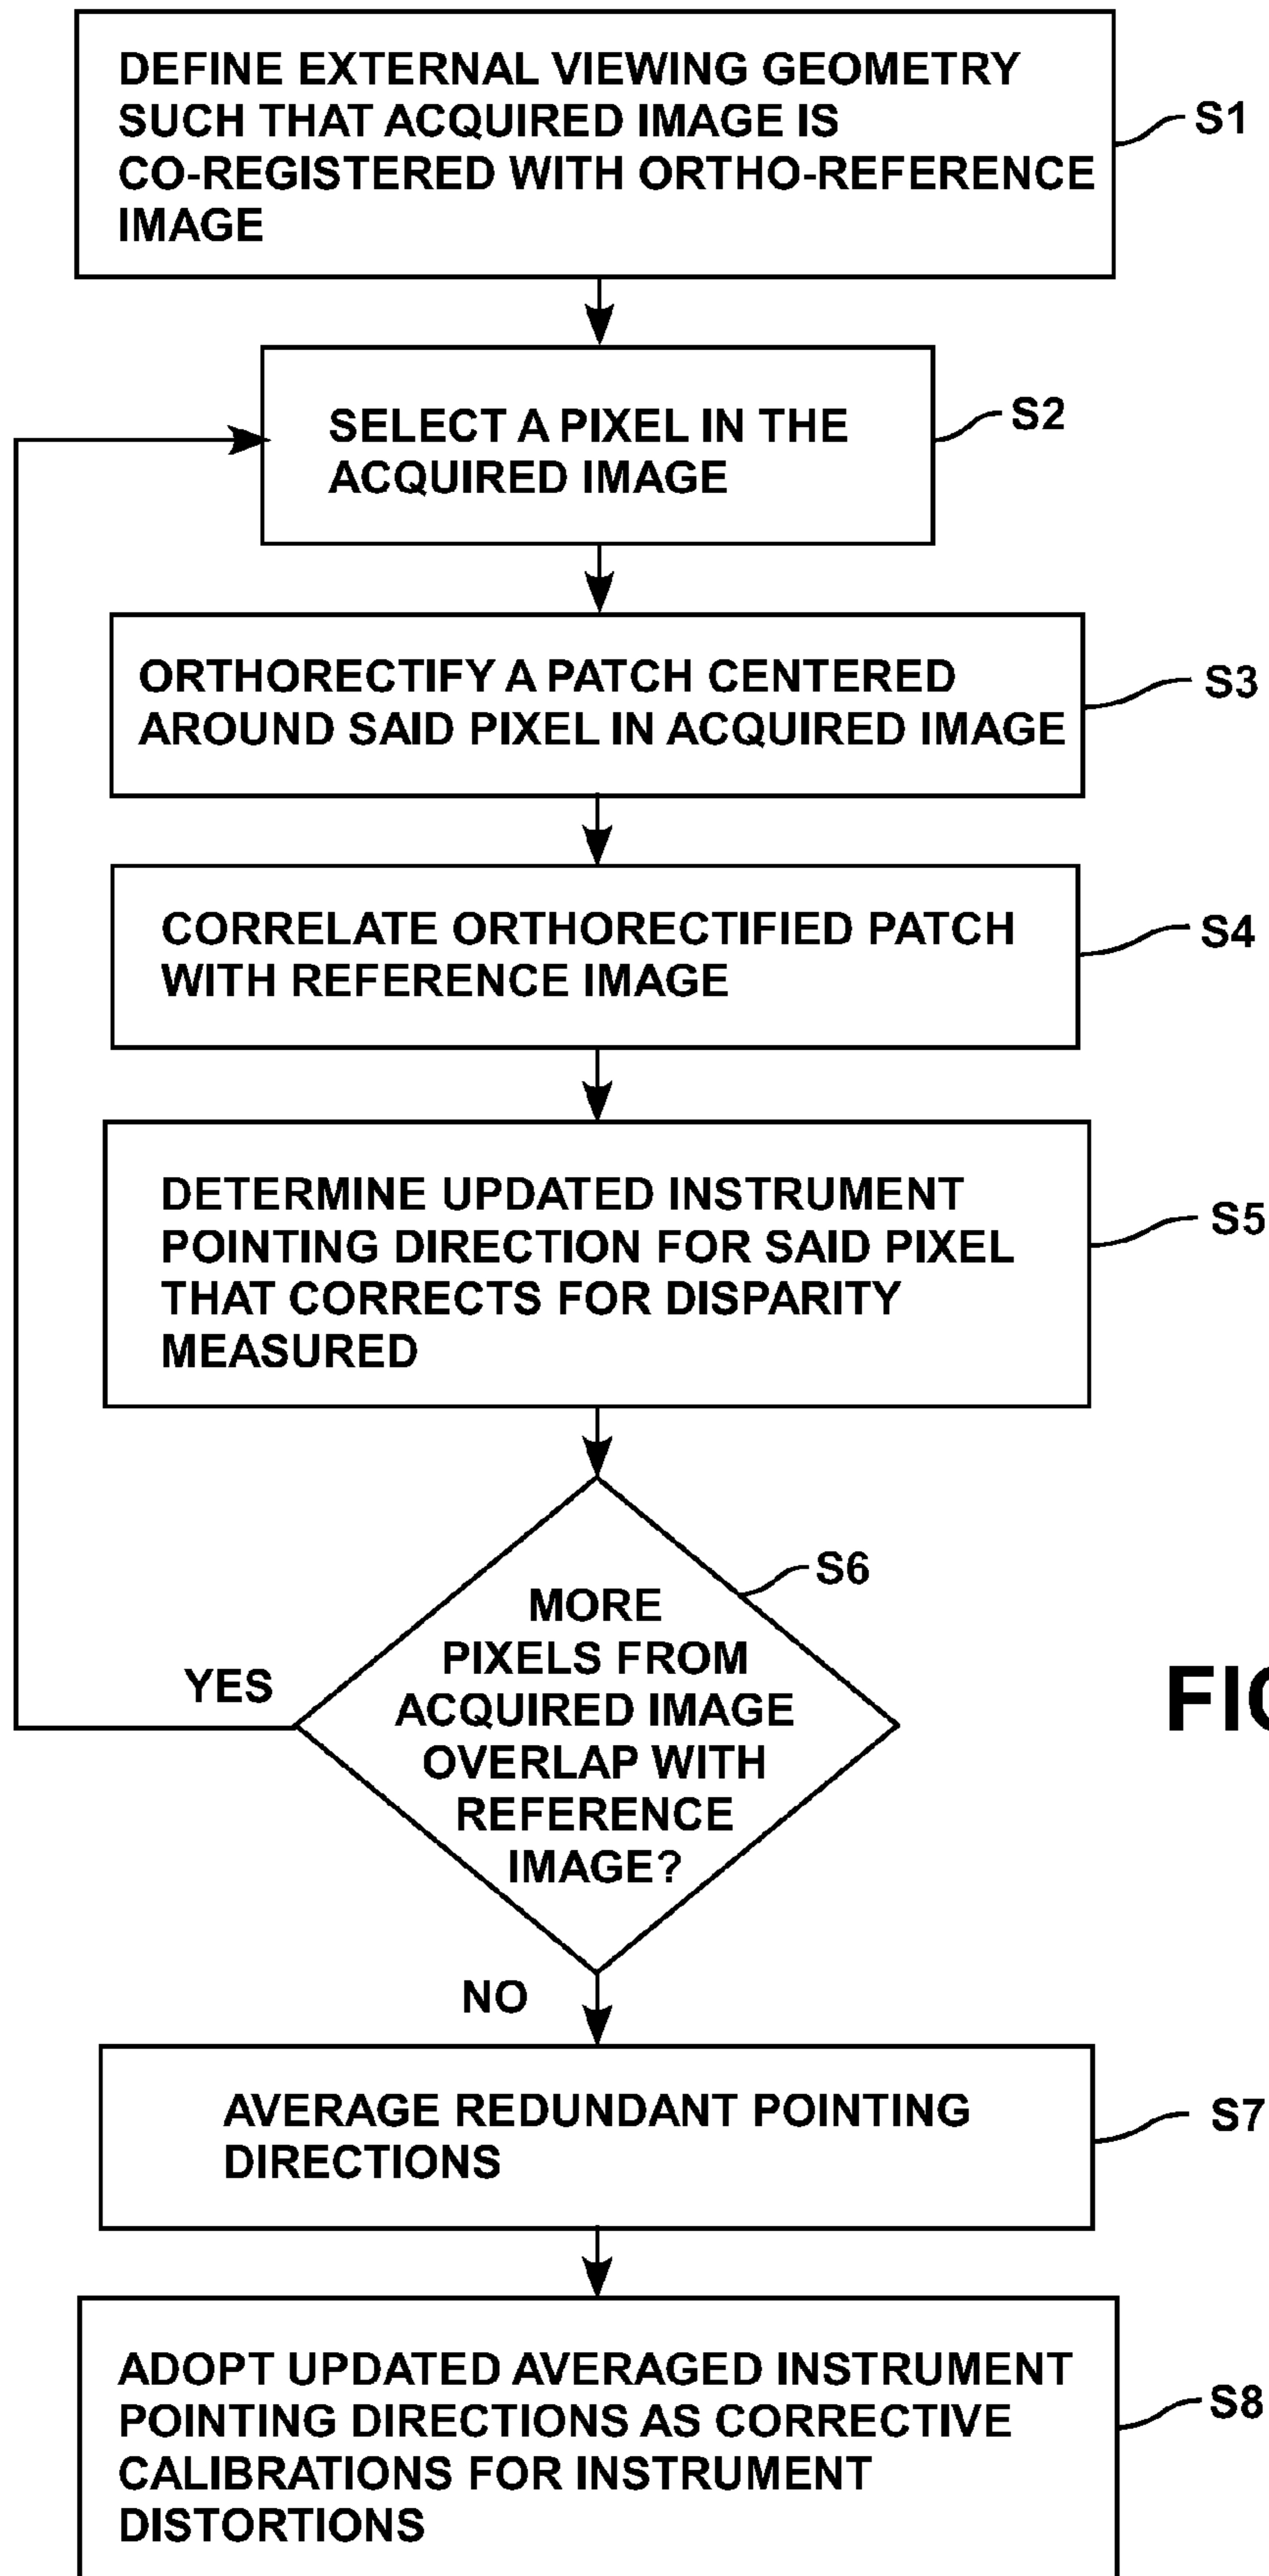 DEFINE EXTERNAL VIEWING GEOMETRY
SUCH THAT ACQUIRED IMAGE IS
CO-REGISTERED WITH ORTHO-REFERENCE
IMAGE
S1
SELECT A PIXEL IN THE
ACQUIRED IMAGE
S2
ORTHORECTIFY A PATCH CENTERED
AROUND SAID PIXEL IN ACQUIRED IMAGE
S3
CORRELATE ORTHORECTIFIED PATCH
WITH REFERENCE IMAGE
S4
DETERMINE UPDATED INSTRUMENT
POINTING DIRECTION FOR SAID PIXEL
THAT CORRECTS FOR DISPARITY
MEASURED
S5
S6
MORE
PIXELS FROM
ACQUIRED IMAGE
OVERLAP WITH
REFERENCE
IMAGE?
YES
NO
AVERAGE REDUNDANT POINTING
DIRECTIONS
S7
ADOPT UPDATED AVERAGED INSTRUMENT
POINTING DIRECTIONS AS CORRECTIVE
CALIBRATIONS FOR INSTRUMENT
DISTORTIONS
S8